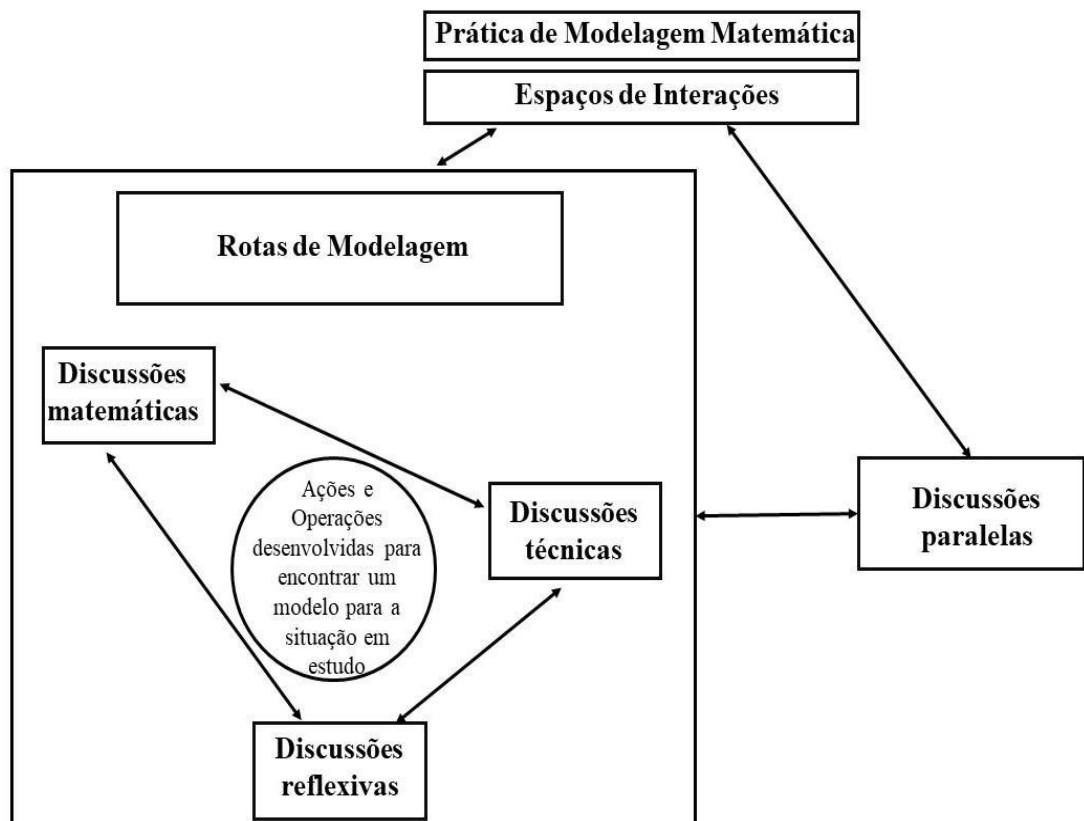 Prática de Modelagem Matemática
Espaços de Interações
Rotas de Modelagem
Discussões
matemáticas
Ações e
Operações
desenvolvidas para
encontrar um
modelo para a
situação em
estudo
Discussões
técnicas
Discussões
paralelas
Discussões
reflexivas